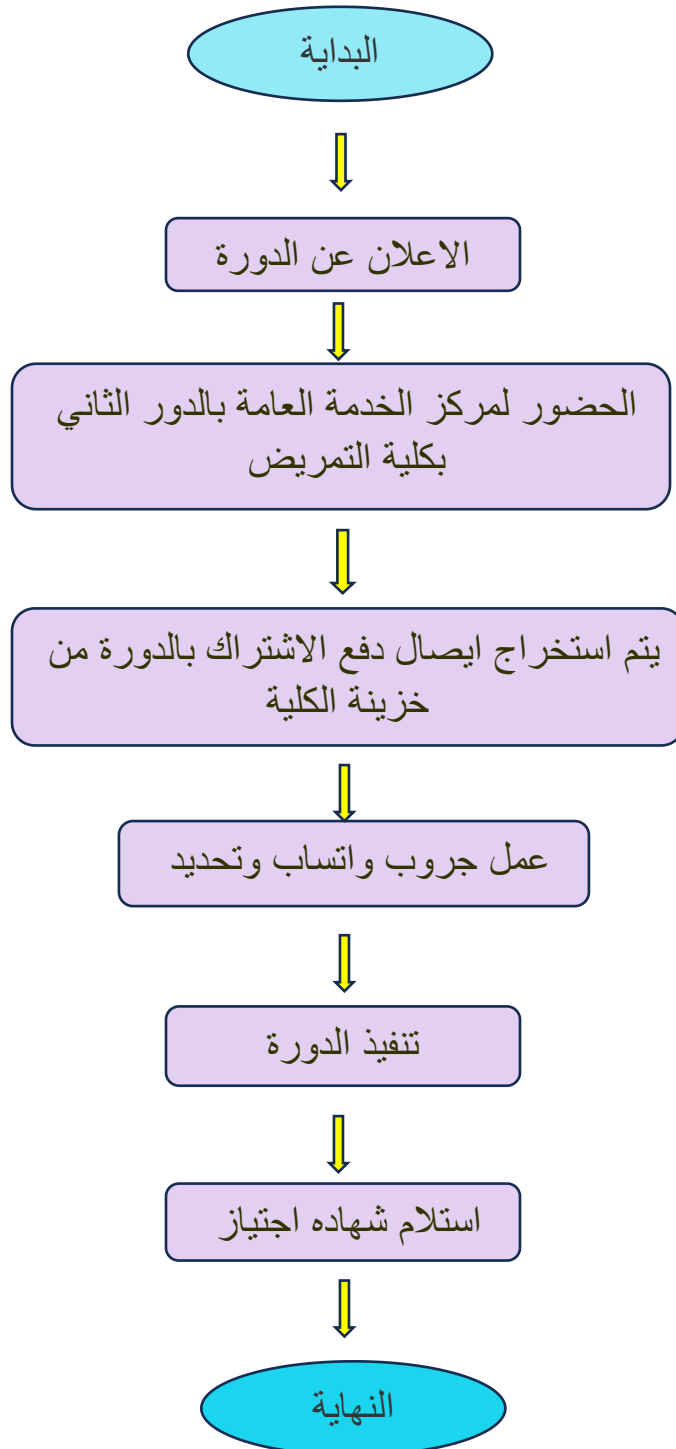 البداية
الاعلان عن الدورة
الحضور لمركز الخدمة العامة بالدور الثاني
بكلية التمريض
يتم استخراج ايصال دفع الاشتراك بالدورة من
خزينة الكلية
عمل جروب واتساب وتحديد
تنفيذ الدورة
استلام شهاده اجتياز
النهاية